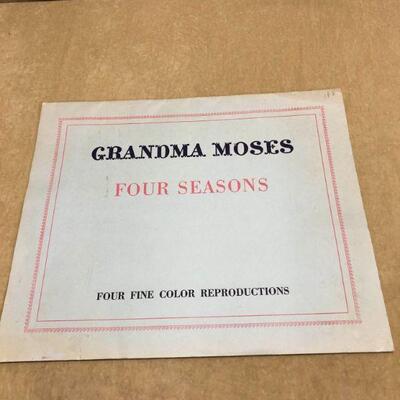 GRANDMA MOSES
FOUR SEASONS
FOUR FINE COLOR REPRODUCTIONS